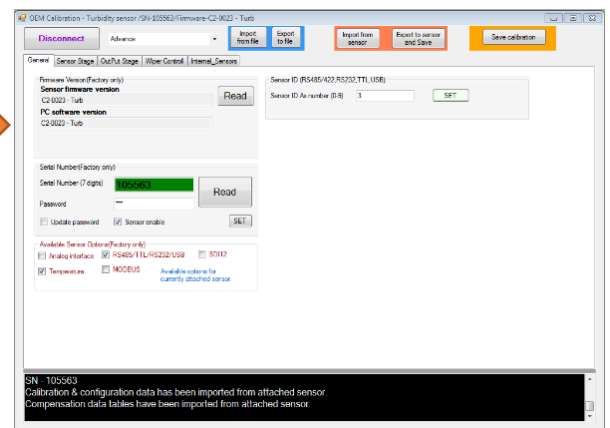 OEM Calibration - Turbidity sensor /SN-105563/Firmware-C2-0023 - Turb
Disconnect
Advance
Import from file
Export to file
Import from sensor
Export to sensor and Save
Save calibration
General
Sensor Stage
OutPut Stage
Wiper Control
Internal_Sensors
Firmware Version(Factory only)
Sensor firmware version
C2-0023 - Turb
Read
PC software version
C2-0023 - Turb
Sensor ID (RS485/422,RS232,TTL,USB)
Sensor ID As number (0-9)
3
SET
Serial Number(Factory only)
Serial Number (7 digits)
105563
Read
Password
***
Update password
Sensor enable
SET
Available Sensor Options(Factory only)
Analog interface
RS485/TTL/RS232/USB
SDI12
Temperature
MODBUS
Available options for
currently attached sensor
SN - 105563
Calibration & configuration data has been imported from attached sensor.
Compensation data tables have been imported from attached sensor.